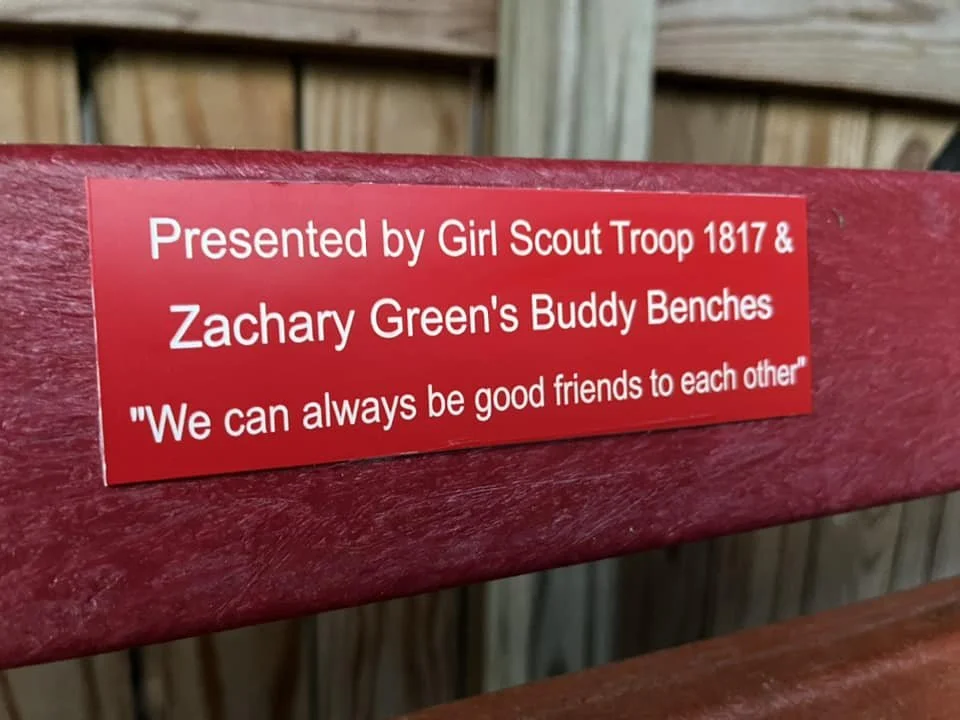 Presented by Girl Scout Troop 1817 &
Zachary Green's Buddy Benches
"We can always be good friends to each other"